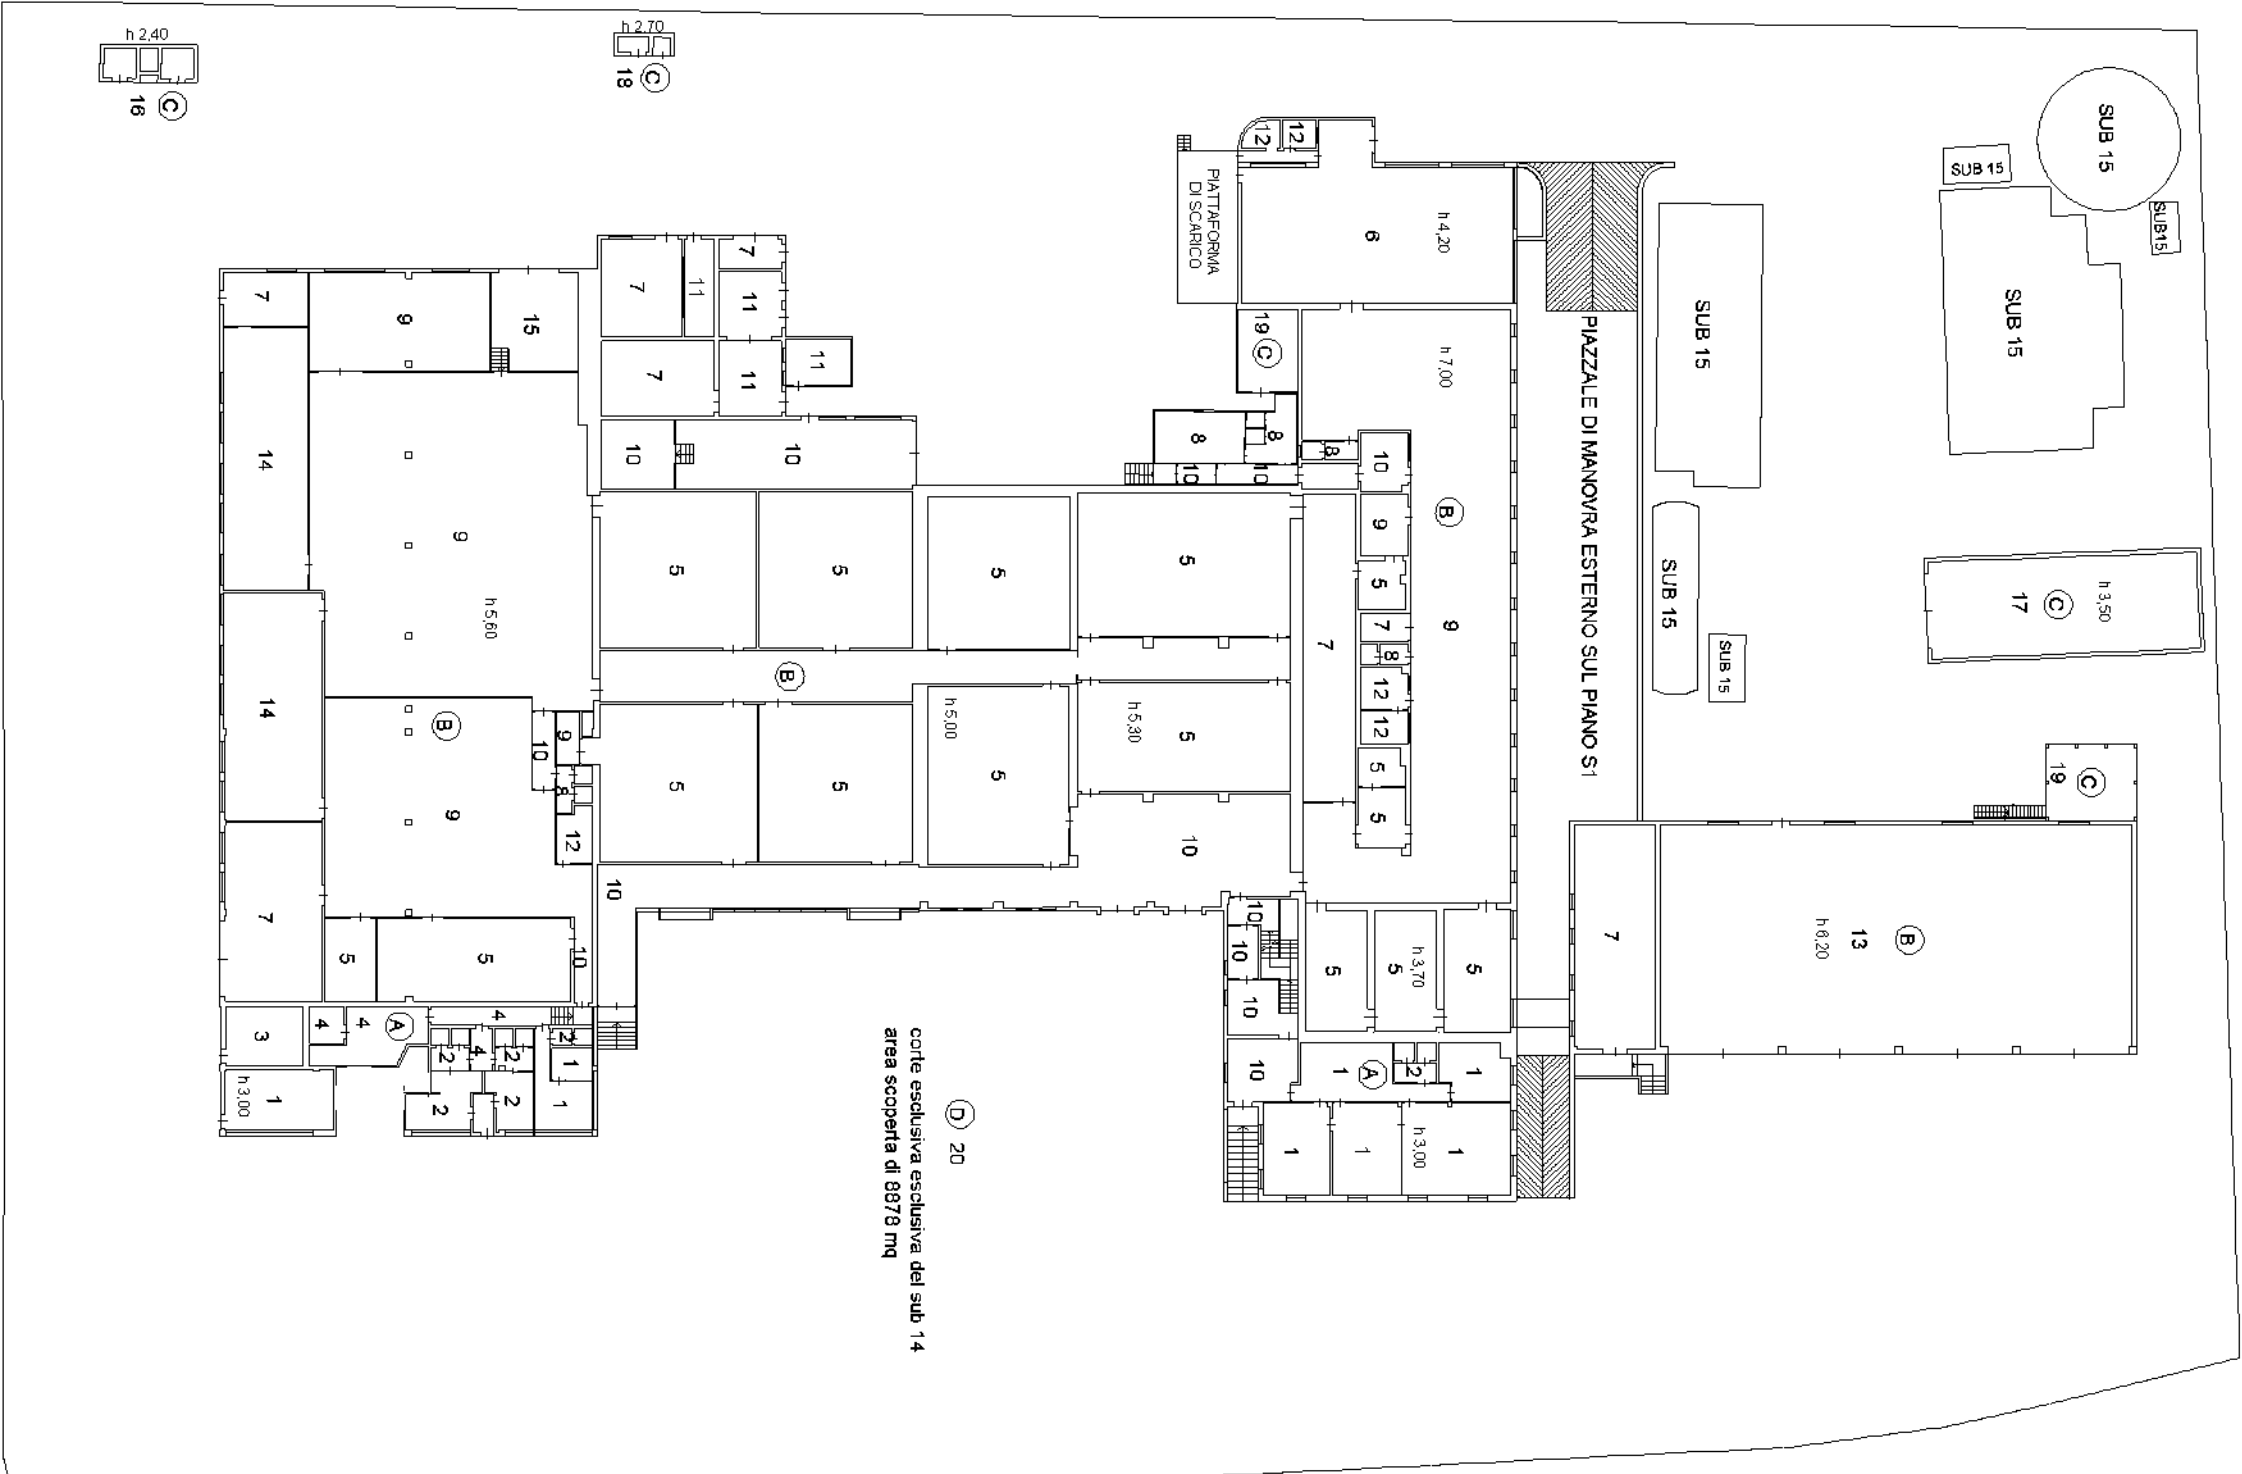 h 2,40
16 C
h 2,70
18 C
12
12
PIATTAFORMA
DI SCARICO
6
h 4,20
SUB 15
SUB 15
SUB15
SUB 15
SUB 15
PIAZZALE DI MANOVRA ESTERNO SUL PIANO S1
7
9
15
7
11
7
11
7
11
11
19 C
h 7,00
14
10
10
8
8
8
10
10
10
9
B
9
h 5,60
5
5
5
5
9
5
7
7
8
12
12
5
5
9
SUB 15
SUB 15
17 C
h 3,50
14
B
9
10
9
8
12
B
5
5
h 5,00
5
h 5,30
5
10
19 C
7
5
5
10
10
10
10
10
5
5
h 3,70
5
7
h 6,20
13
B
3
4
4
A
4
2
4
2
2
1
1
h 3,00
1
2
2
10
1
A
2
1
1
1
h 3,00
1
D 20
corte esclusiva esclusiva del sub 14
area scoperta di 8878 mq